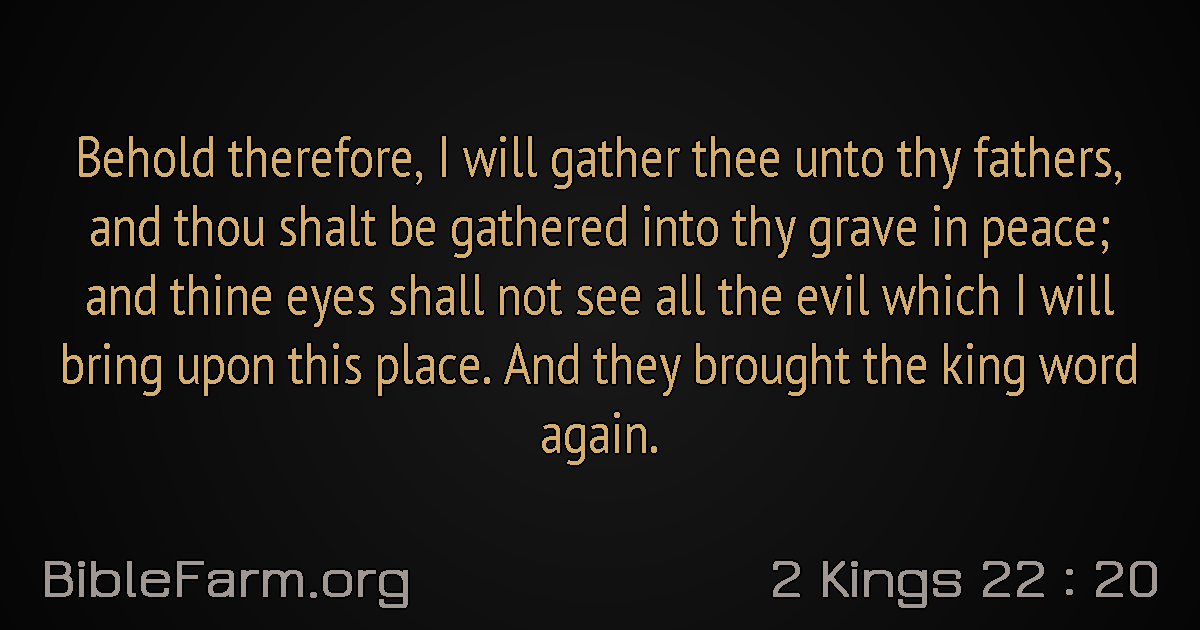 Behold therefore, I will gather thee unto thy fathers,
and thou shalt be gathered into thy grave in peace;
and thine eyes shall not see all the evil which I will
bring upon this place. And they brought the king word
again.
BibleFarm.org
2 Kings 22 : 20